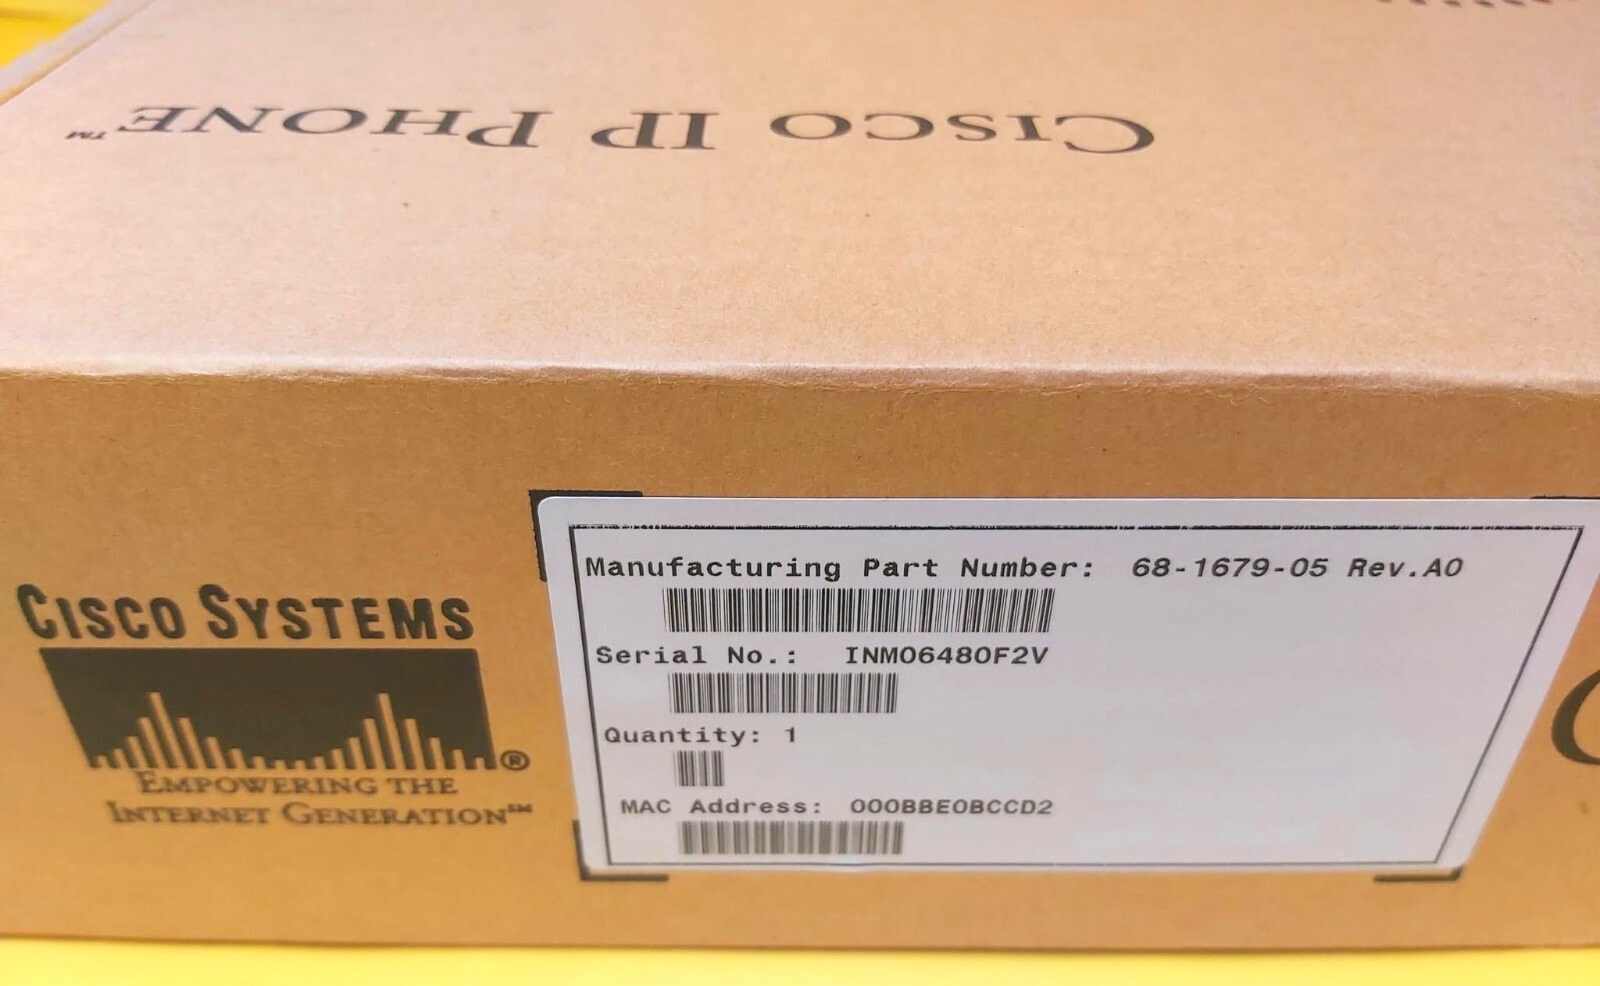 Cisco IP Phone™
Cisco Systems®
Empowering the
Internet Generation℠
Manufacturing Part Number: 68-1679-05 Rev.A0
Serial No.: INM06480F2V
Quantity: 1
MAC Address: 000BBE0BCCD2